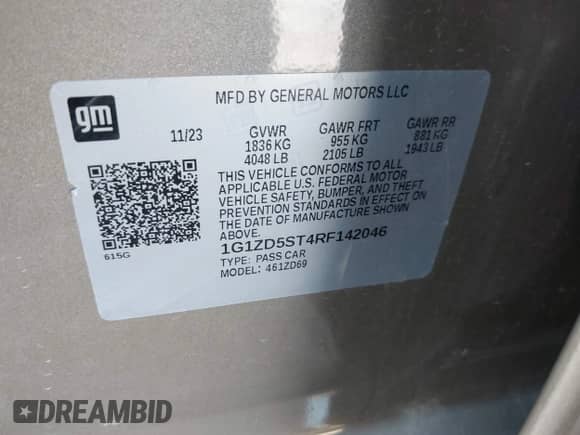 gm
MFD BY GENERAL MOTORS LLC
11/23 GVWR GAWR FRT GAWR RR
1836 KG 955 KG 881 KG
4048 LB 2105 LB 1943 LB
THIS VEHICLE CONFORMS TO ALL
APPLICABLE U.S. FEDERAL MOTOR
VEHICLE SAFETY, BUMPER, AND THEFT
PREVENTION STANDARDS IN EFFECT ON
THE DATE OF MANUFACTURE SHOWN
ABOVE.
615G
1G1ZD5ST4RF142046
TYPE: PASS CAR
MODEL: 461ZD69
DREAMBID